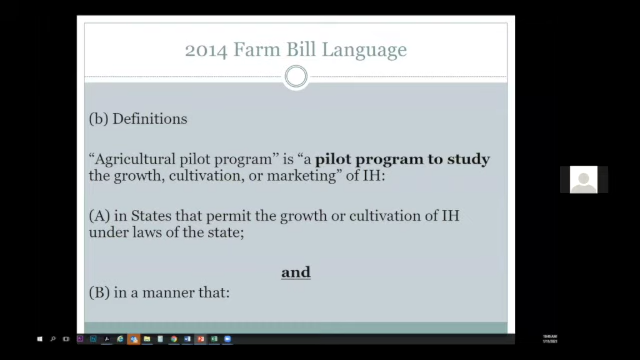 2014 Farm Bill Language
(b) Definitions
“Agricultural pilot program” is “a pilot program to study
the growth, cultivation, or marketing” of IH:
(A) in States that permit the growth or cultivation of IH
under laws of the state;
and
(B) in a manner that: